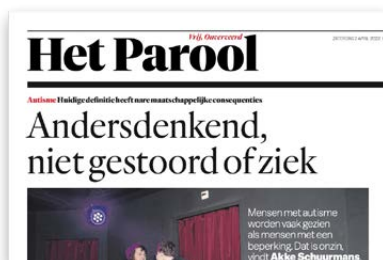 Vrij, Onverveerd
Het Parool
Autisme Huidige definitie heeft nare maatschappelijke consequenties
Andersdenkend,
niet gestoord of ziek
Mensen met autisme
worden vaak gezien
als mensen met een
beperking. Dat is onzin,
vindt Akke Schuurmans